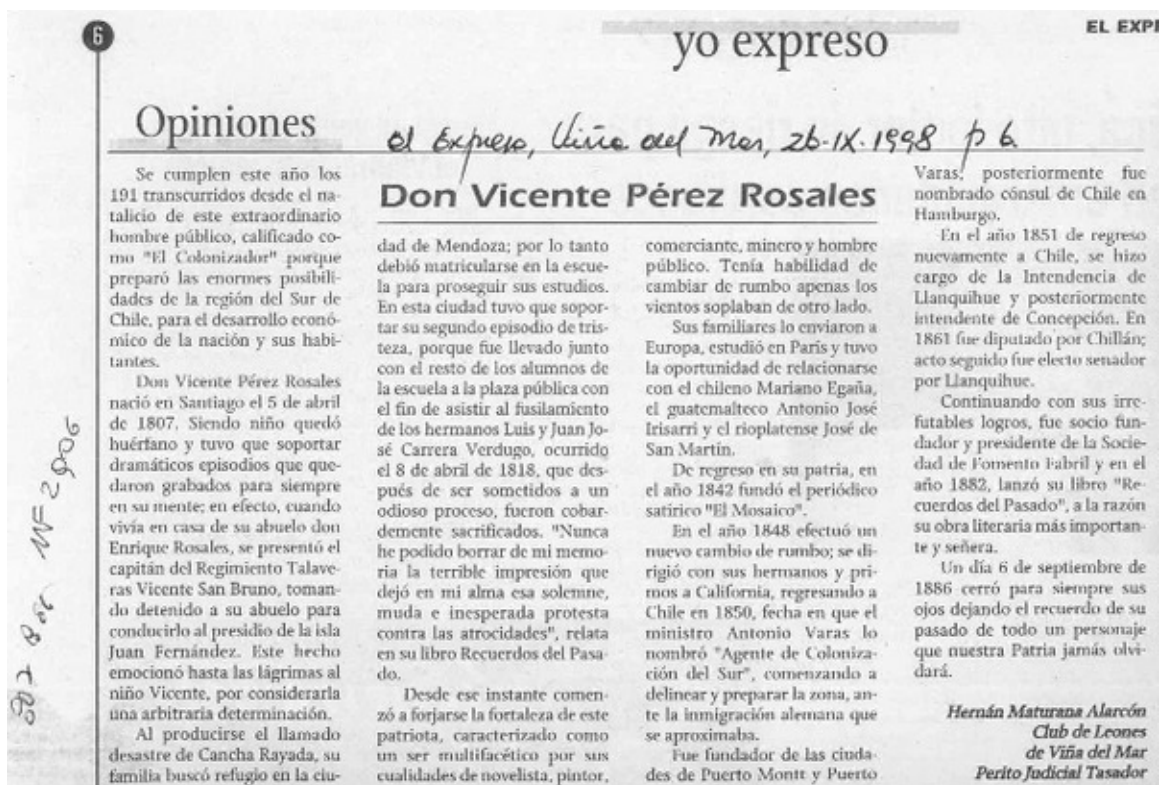 6
yo expreso
EL EXPR
Opiniones
el Expreso, Viña del Mar, 26-IX-1998 p 6
Don Vicente Pérez Rosales
Se cumplen este año los
191 transcurridos desde el na-
talicio de este extraordinario
hombre público, calificado co-
mo "El Colonizador" porque
preparó las enormes posibili-
dades de la región del Sur de
Chile, para el desarrollo econó-
mico de la nación y sus habi-
tantes.
Don Vicente Pérez Rosales
nació en Santiago el 5 de abril
de 1807. Siendo niño quedó
huérfano y tuvo que soportar
dramáticos episodios que que-
daron grabados para siempre
en su mente; en efecto, cuando
vivía en casa de su abuelo don
Enrique Rosales, se presentó el
capitán del Regimiento Talave-
ras Vicente San Bruno, toman-
do detenido a su abuelo para
conducirlo al presidio de la isla
Juan Fernández. Este hecho
emocionó hasta las lágrimas al
niño Vicente, por considerarla
una arbitraria determinación.
Al producirse el llamado
desastre de Cancha Rayada, su
familia buscó refugio en la ciu-
dad de Mendoza; por lo tanto
debió matricularse en la escue-
la para proseguir sus estudios.
En esta ciudad tuvo que sopor-
tar su segundo episodio de tris-
teza, porque fue llevado junto
con el resto de los alumnos de
la escuela a la plaza pública con
el fin de asistir al fusilamiento
de los hermanos Luis y Juan Jo-
sé Carrera Verdugo, ocurrido
el 8 de abril de 1818, que des-
pués de ser sometidos a un
odioso proceso, fueron cobar-
demente sacrificados. "Nunca
he podido borrar de mi memo-
ria la terrible impresión que
dejó en mi alma esa solemne,
muda e inesperada protesta
contra las atrocidades", relata
en su libro Recuerdos del Pasa-
do.
Desde ese instante comen-
zó a forjarse la fortaleza de este
patriota, caracterizado como
un ser multifacético por sus
cualidades de novelista, pintor,
comerciante, minero y hombre
público. Tenía habilidad de
cambiar de rumbo apenas los
vientos soplaban de otro lado.
Sus familiares lo enviaron a
Europa, estudió en París y tuvo
la oportunidad de relacionarse
con el chileno Mariano Egaña,
el guatemalteco Antonio José
Irisarri y el rioplatense José de
San Martín.
De regreso en su patria, en
el año 1842 fundó el periódico
satírico "El Mosaico".
En el año 1848 efectuó un
nuevo cambio de rumbo; se di-
rigió con sus hermanos y pri-
mos a California, regresando a
Chile en 1850, fecha en que el
ministro Antonio Varas lo
nombró "Agente de Coloniza-
ción del Sur", comenzando a
delinear y preparar la zona, an-
te la inmigración alemana que
se aproximaba.
Fue fundador de las ciuda-
des de Puerto Montt y Puerto
Varas; posteriormente fue
nombrado cónsul de Chile en
Hamburgo.
En el año 1851 de regreso
nuevamente a Chile, se hizo
cargo de la Intendencia de
Llanquihue y posteriormente
intendente de Concepción. En
1861 fue diputado por Chillán;
acto seguido fue electo senador
por Llanquihue.
Continuando con sus irre-
futables logros, fue socio fun-
dador y presidente de la Socie-
dad de Fomento Fabril y en el
año 1882, lanzó su libro "Re-
cuerdos del Pasado", a la razón
su obra literaria más importan-
te y señera.
Un día 6 de septiembre de
1886 cerró para siempre sus
ojos dejando el recuerdo de su
pasado de todo un personaje
que nuestra Patria jamás olvi-
dará.
Hernán Maturana Alarcón
Club de Leones
de Viña del Mar
Perito Judicial Tasador